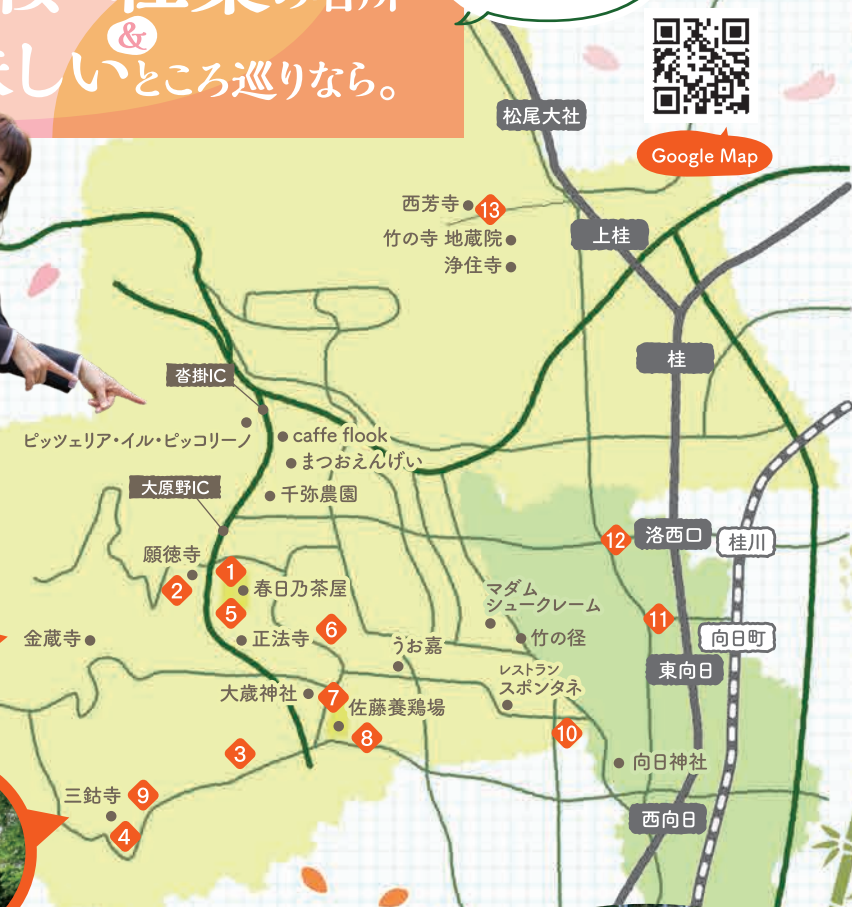 &
しいところ巡りなら。
松尾大社
Google Map
西芳寺
13
竹の寺 地蔵院
上桂
浄住寺
桂
沓掛IC
ピッツェリア・イル・ピッコリーノ
caffe flook
まつおえんげい
大原野IC
千弥農園
12
洛西口
桂川
願徳寺
1
2
春日乃茶屋
5
マダム
シュークレーム
11
金蔵寺
正法寺
6
うお嘉
竹の径
向日町
東向日
レストラン
スポンタネ
大歳神社
7
佐藤養鶏場
8
10
3
向日神社
三鈷寺
9
4
西向日